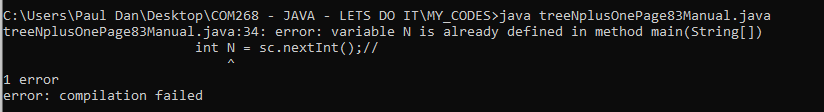 C:\Users\Paul Dan\Desktop\COM268 - JAVA - LETS DO IT\MY_CODES>java treeNplusOnePage83Manual.java
treeNplusOnePage83Manual.java:34: error: variable N is already defined in method main(String[])
int N = sc.nextInt();//
^
1 error
error: compilation failed